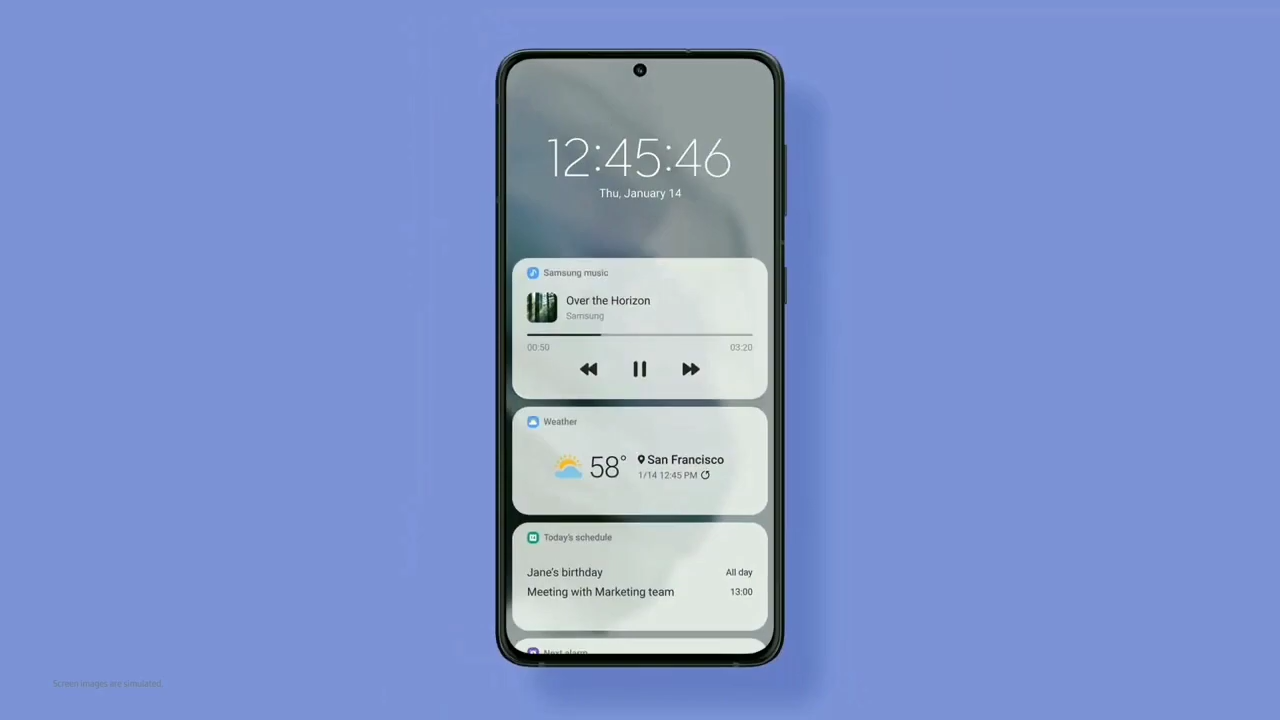 12:45:46
Thu, January 14
Samsung music
Over the Horizon
Samsung
00:50 03:20
Weather
58° San Francisco
1/14 12:45 PM
Today's schedule
Jane's birthday All day
Meeting with Marketing team 13:00
Next alarm
Screen images are simulated.